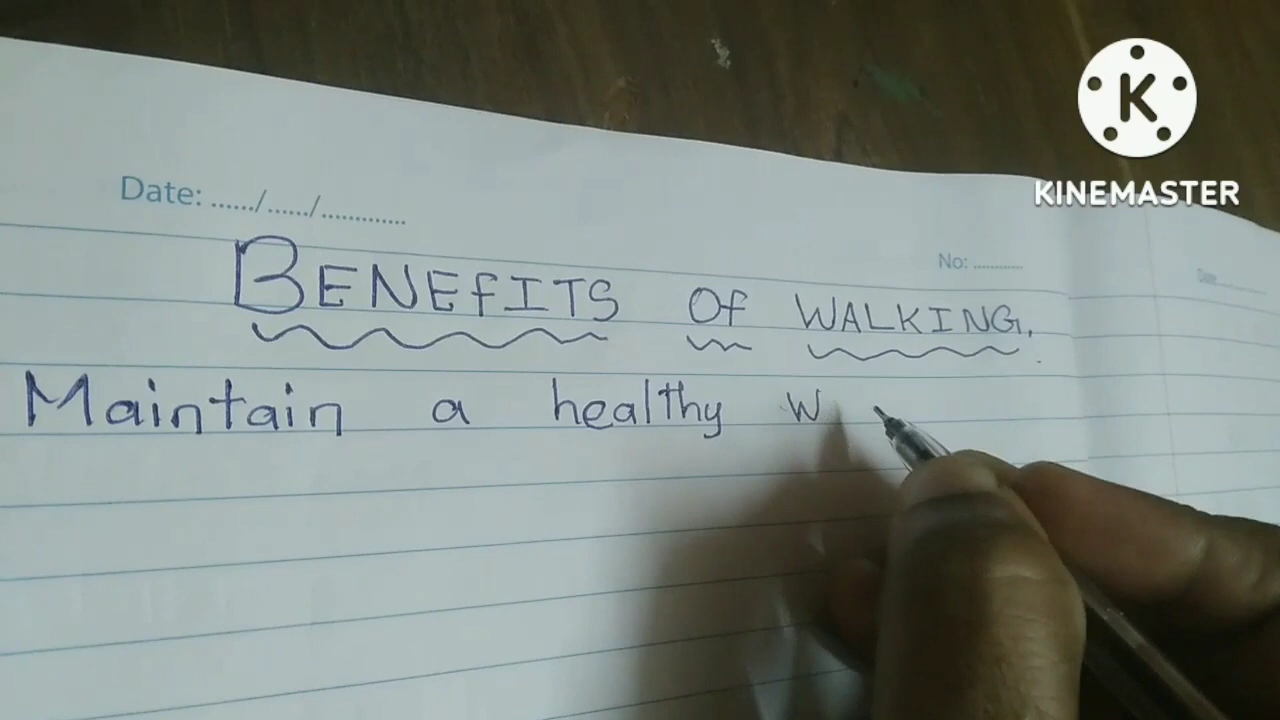 KINEMASTER
Date: ....../....../.............
No: ............
BENEfITS Of WALKING.
Maintain a healthy w